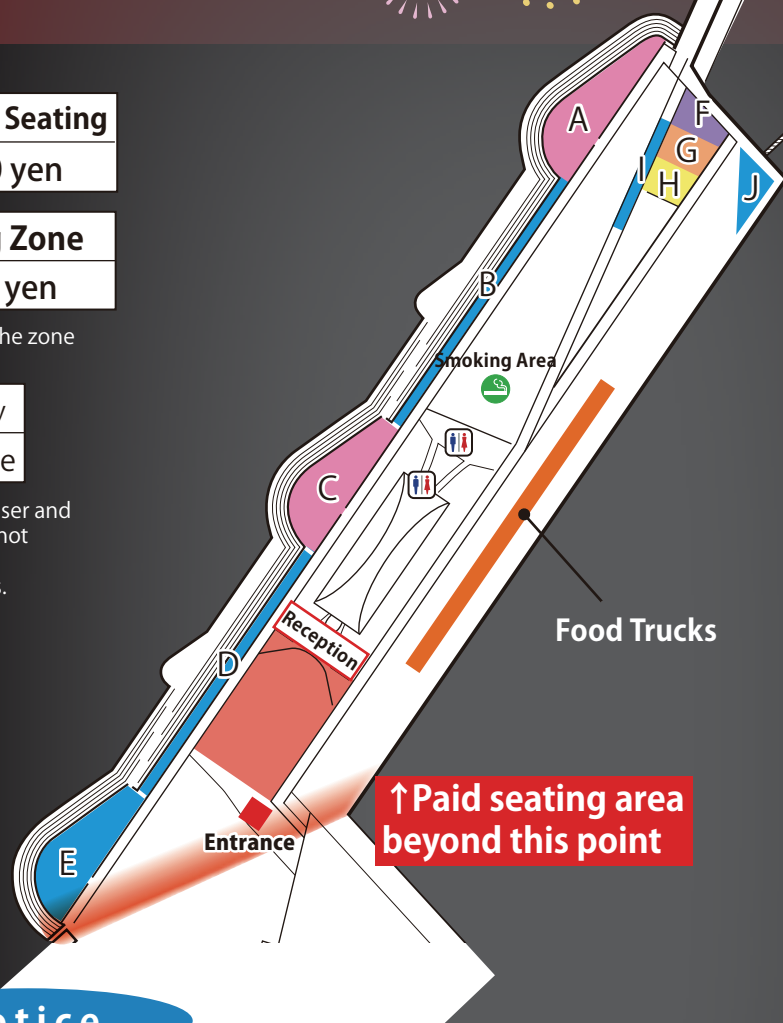 Seating
yen
Zone
yen
he zone
ser and
not
A
F
G
I
H
J
B
Smoking Area
C
Food Trucks
Reception
D
↑Paid seating area
beyond this point
Entrance
E